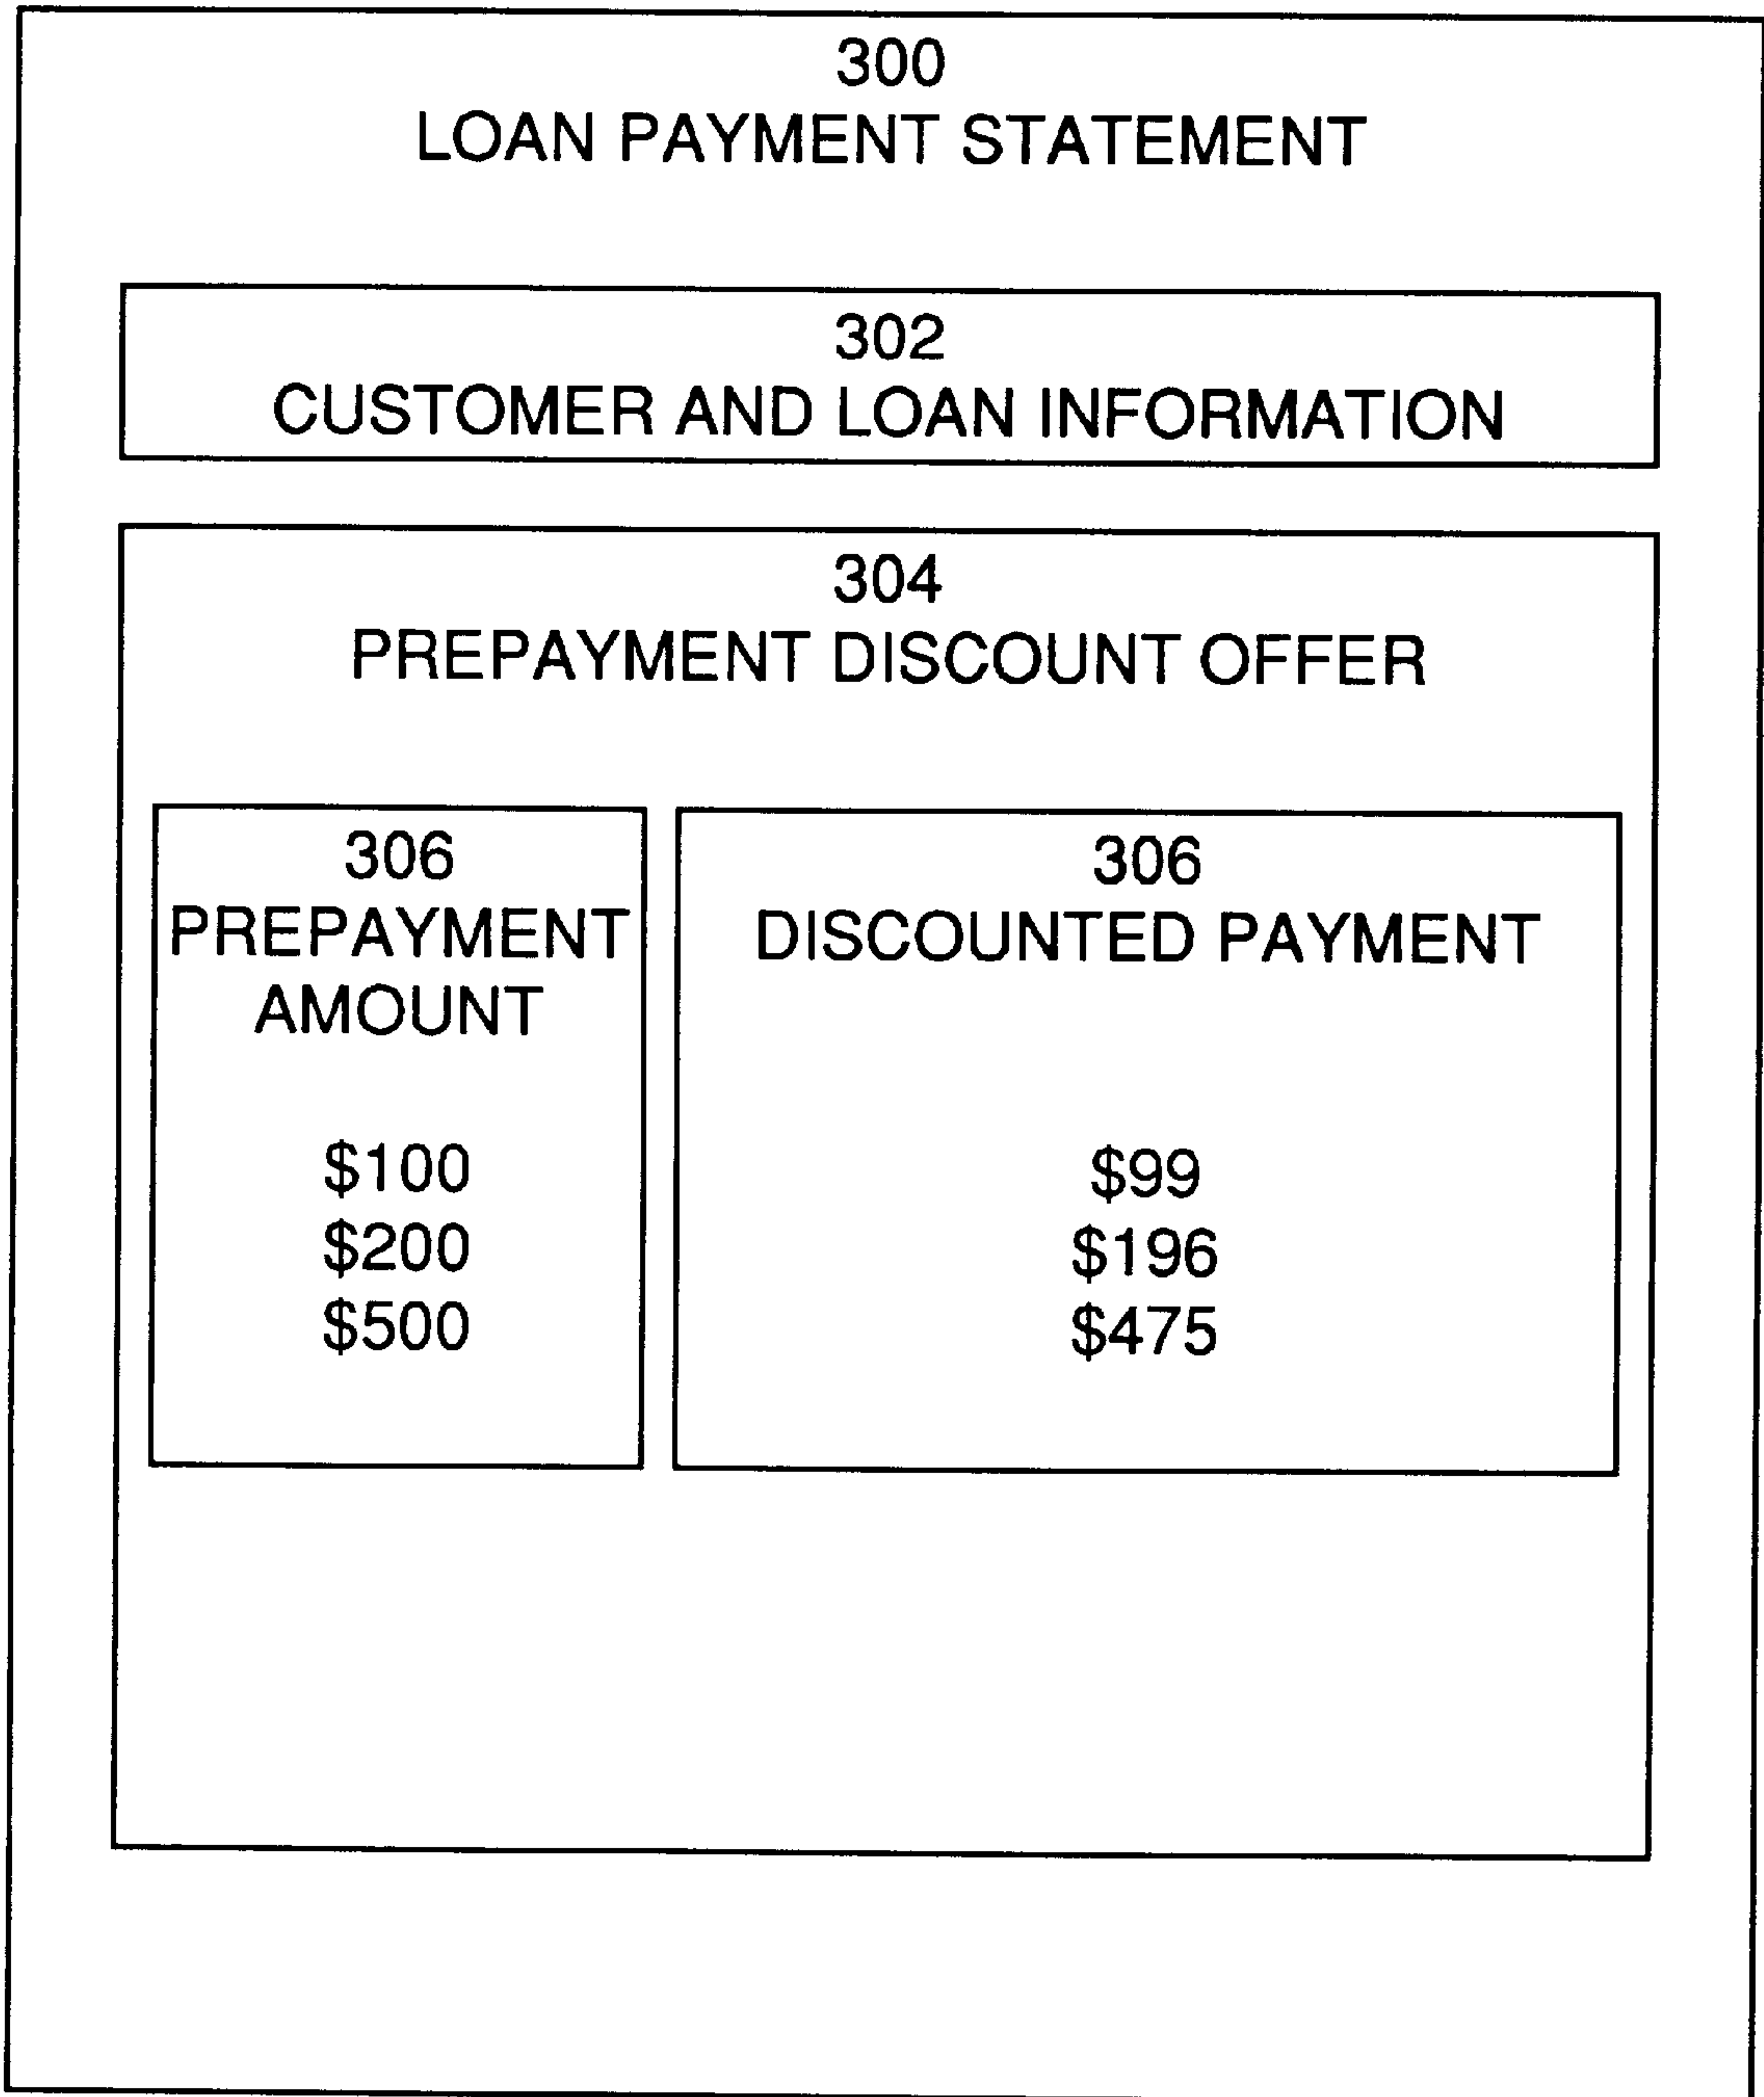 300
LOAN PAYMENT STATEMENT
302
CUSTOMER AND LOAN INFORMATION
304
PREPAYMENT DISCOUNT OFFER
306
PREPAYMENT
AMOUNT
$100
$200
$500
306
DISCOUNTED PAYMENT
$99
$196
$475